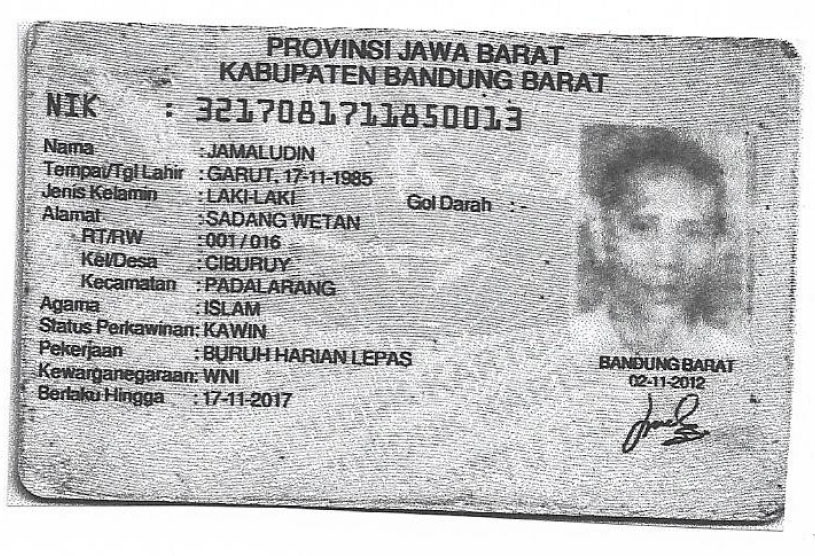 PROVINSI JAWA BARAT
KABUPATEN BANDUNG BARAT
NIK : 3217081711850013
Nama : JAMALUDIN
Tempat/Tgl Lahir : GARUT, 17-11-1985
Jenis Kelamin : LAKI-LAKI Gol Darah : -
Alamat : SADANG WETAN
RT/RW : 001 / 016
Kel/Desa : CIBURUY
Kecamatan : PADALARANG
Agama : ISLAM
Status Perkawinan: KAWIN
Pekerjaan : BURUH HARIAN LEPAS
Kewarganegaraan: WNI
Berlaku Hingga : 17-11-2017
BANDUNG BARAT
02-11-2012